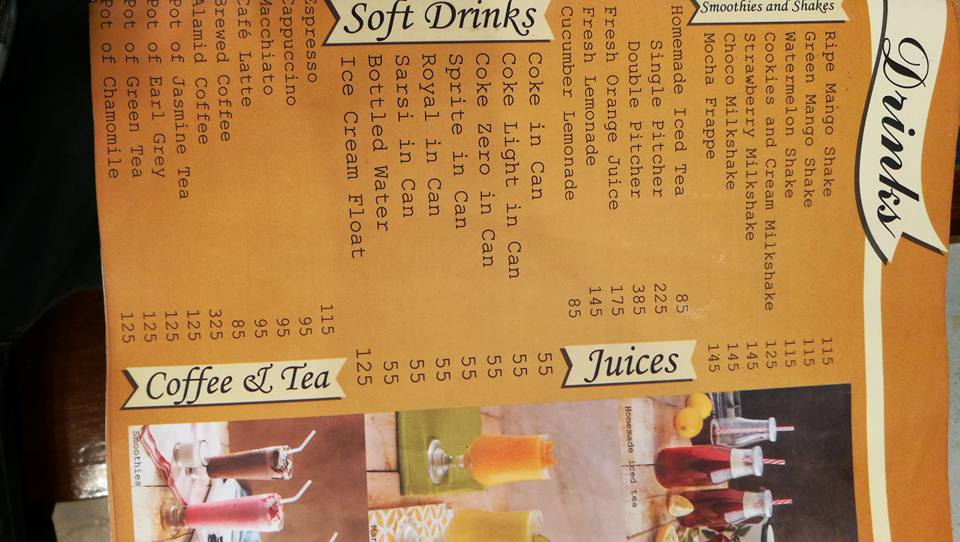 Drinks
Smoothies and Shakes
Ripe Mango Shake 115
Green Mango Shake 115
Watermelon Shake 115
Cookies and Cream Milkshake 125
Strawberry Milkshake 145
Choco Milkshake 145
Mocha Frappe 145
Juices
Homemade Iced Tea 85
Single Pitcher 225
Double Pitcher 385
Fresh Orange Juice 175
Fresh Lemonade 145
Cucumber Lemonade 85
Soft Drinks
Coke in Can 55
Coke Light in Can 55
Coke Zero in Can 55
Sprite in Can 55
Royal in Can 55
Sarsi in Can 55
Bottled Water 55
Ice Cream Float 125
Coffee & Tea
Espresso 115
Cappuccino 95
Macchiato 95
Café Latte 95
Brewed Coffee 85
Alamid Coffee 325
Pot of Jasmine Tea 125
Pot of Earl Grey 125
Pot of Green Tea 125
Pot of Chamomile 125
Homemade iced tea
Smoothies